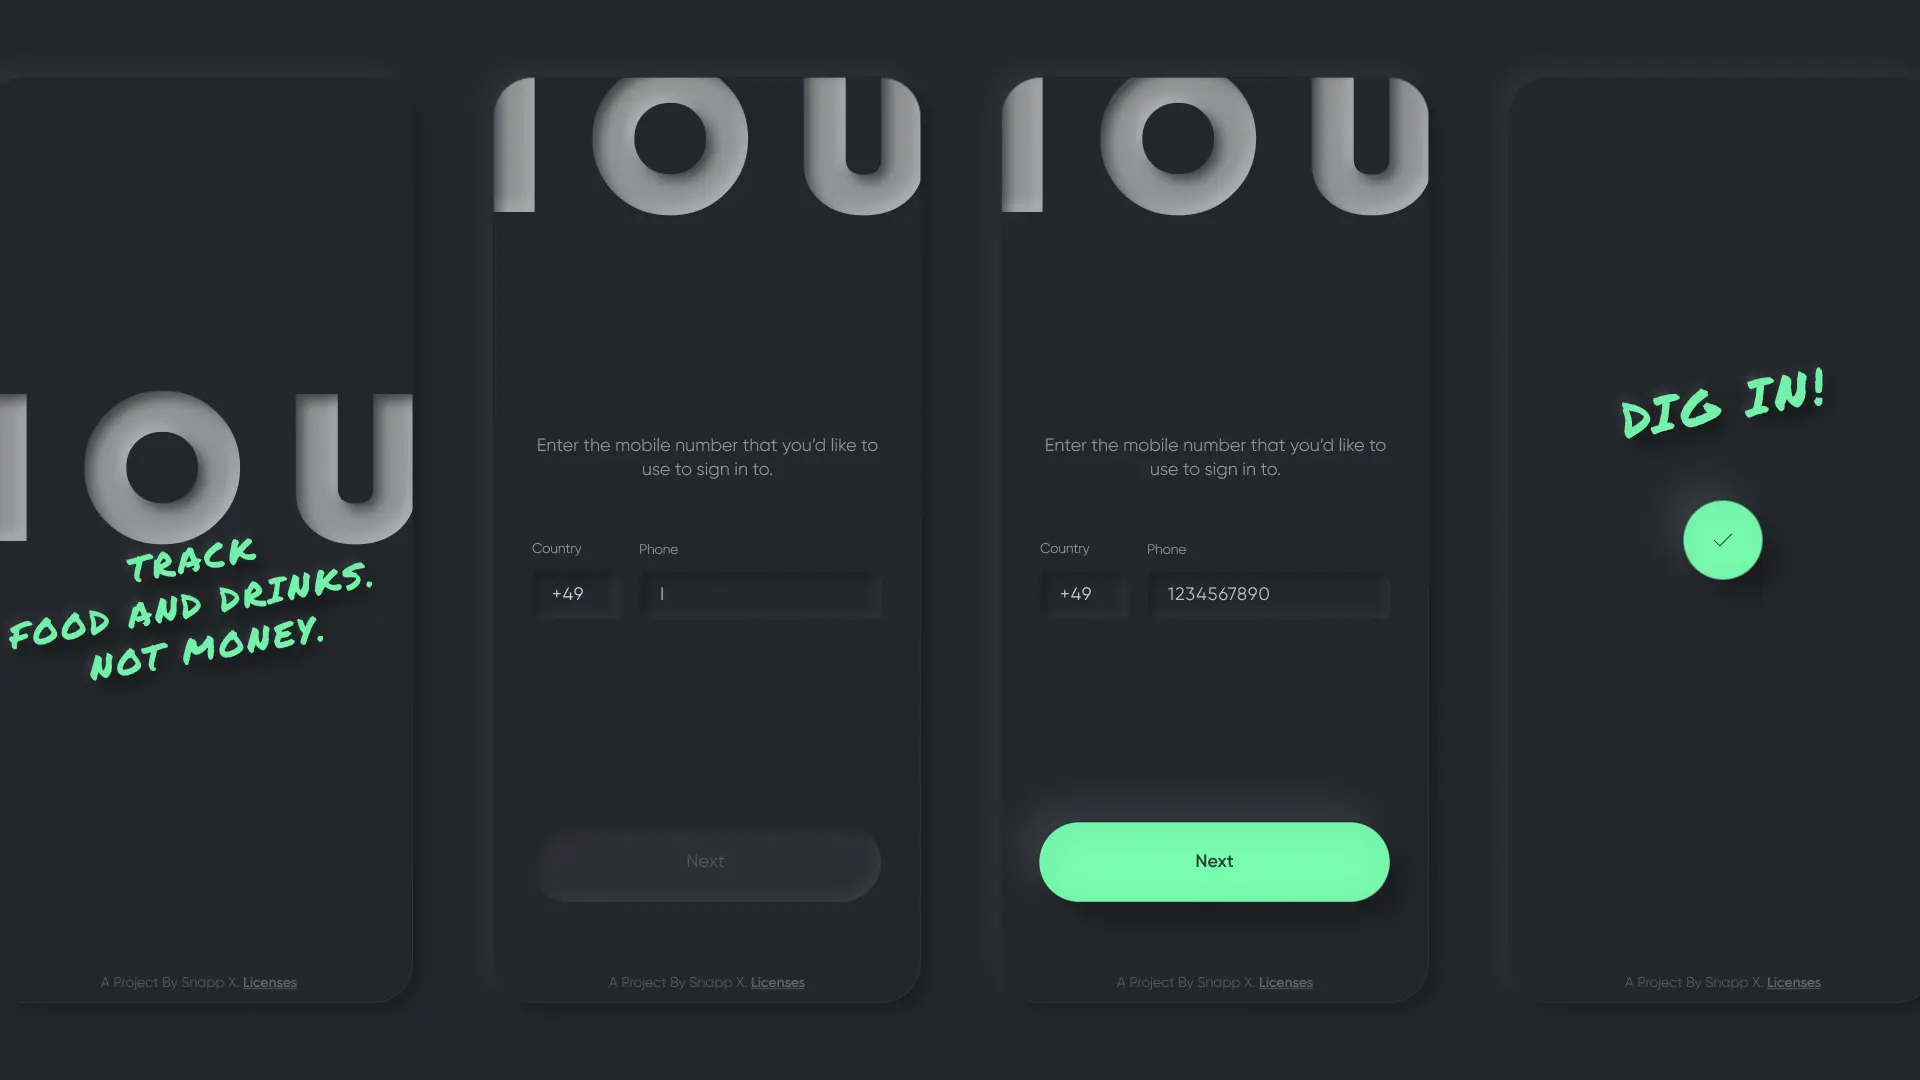 IOU
TRACK
FOOD AND DRINKS.
NOT MONEY.
A Project By Snapp X. Licenses
IOU
Enter the mobile number that you’d like to
use to sign in to.
Country Phone
+49
Next
A Project By Snapp X. Licenses
IOU
Enter the mobile number that you’d like to
use to sign in to.
Country Phone
+49 1234567890
Next
A Project By Snapp X. Licenses
DIG IN!
A Project By Snapp X. Licenses